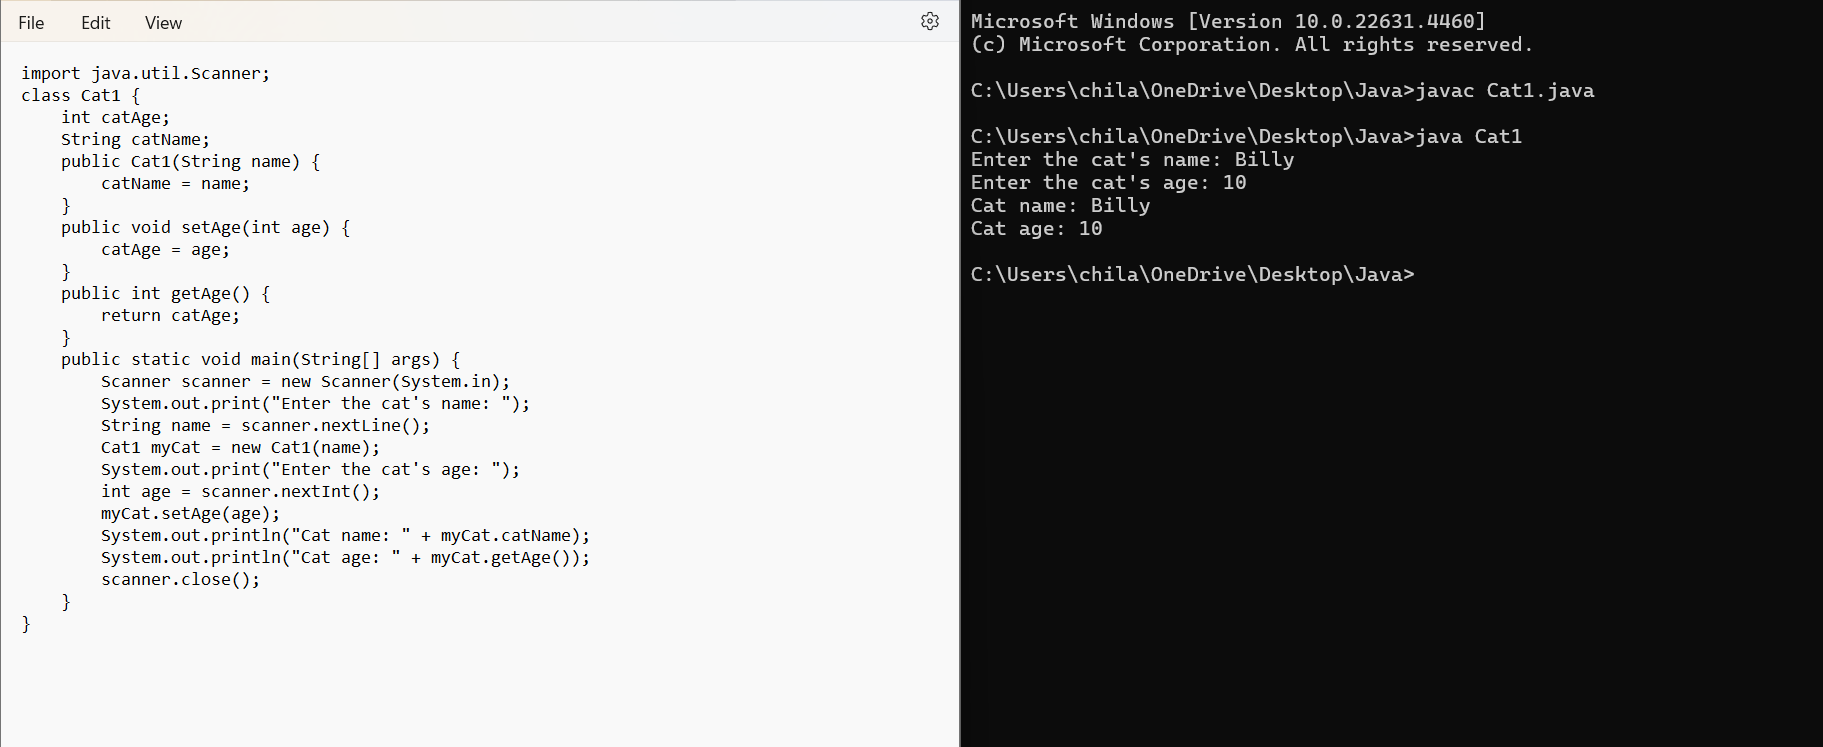 File Edit View
import java.util.Scanner;
class Cat1 {
    int catAge;
    String catName;
    public Cat1(String name) {
        catName = name;
    }
    public void setAge(int age) {
        catAge = age;
    }
    public int getAge() {
        return catAge;
    }
    public static void main(String[] args) {
        Scanner scanner = new Scanner(System.in);
        System.out.print("Enter the cat's name: ");
        String name = scanner.nextLine();
        Cat1 myCat = new Cat1(name);
        System.out.print("Enter the cat's age: ");
        int age = scanner.nextInt();
        myCat.setAge(age);
        System.out.println("Cat name: " + myCat.catName);
        System.out.println("Cat age: " + myCat.getAge());
        scanner.close();
    }
}
Microsoft Windows [Version 10.0.22631.4460]
(c) Microsoft Corporation. All rights reserved.
C:\Users\chila\OneDrive\Desktop\Java>javac Cat1.java
C:\Users\chila\OneDrive\Desktop\Java>java Cat1
Enter the cat's name: Billy
Enter the cat's age: 10
Cat name: Billy
Cat age: 10
C:\Users\chila\OneDrive\Desktop\Java>